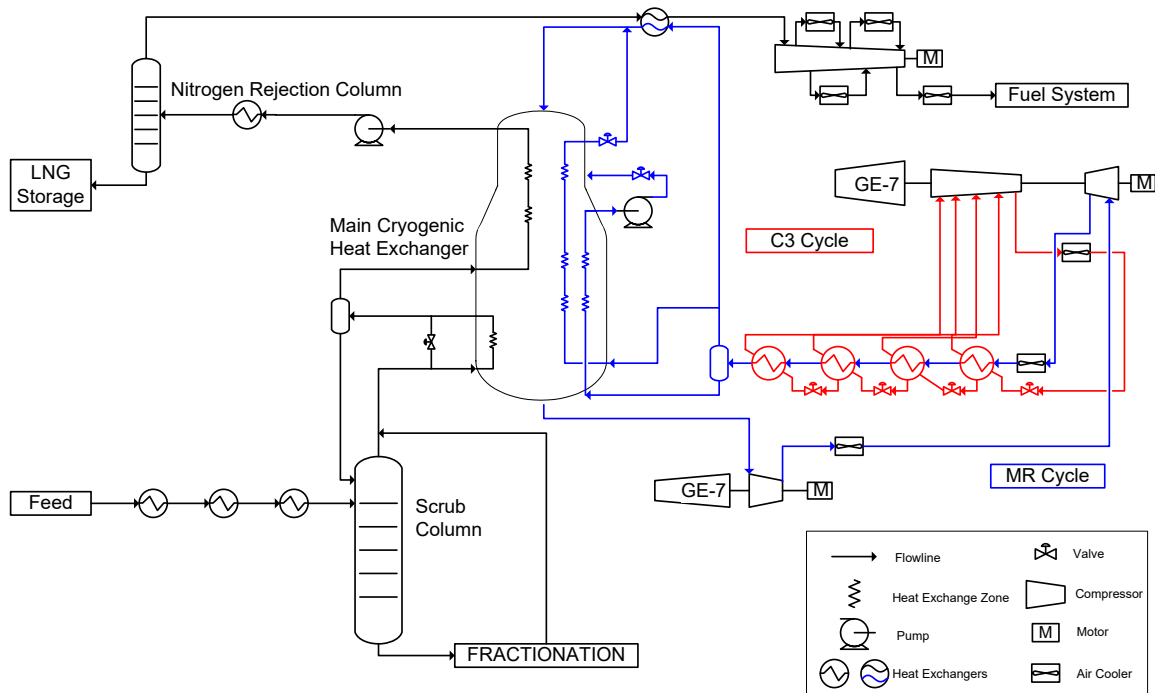 Nitrogen Rejection Column
M
Fuel System
LNG
Storage
GE-7
M
Main Cryogenic
Heat Exchanger
C3 Cycle
GE-7
M
MR Cycle
Feed
Scrub
Column
FRACTIONATION
Flowline
Valve
Heat Exchange Zone
Compressor
Pump
M
Motor
Heat Exchangers
Air Cooler